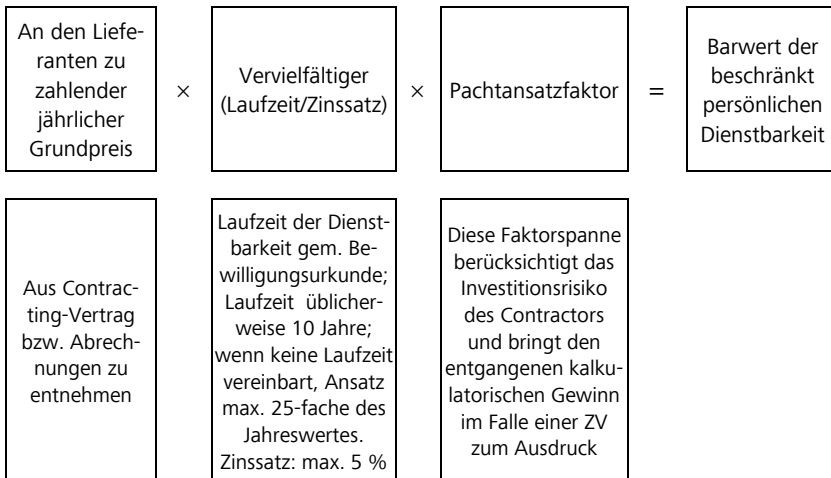 An den Liefe-
ranten zu
zahlender
jährlicher
Grundpreis
×
Vervielfältiger
(Laufzeit/Zinssatz)
×
Pachtansatzfaktor
=
Barwert der
beschränkt
persönlichen
Dienstbarkeit
Aus Contrac-
ting-Vertrag
bzw. Abrech-
nungen zu
entnehmen
Laufzeit der Dienst-
barkeit gem. Be-
willigungsurkunde;
Laufzeit üblicher-
weise 10 Jahre;
wenn keine Laufzeit
vereinbart, Ansatz
max. 25-fache des
Jahreswertes.
Zinssatz: max. 5 %
Diese Faktorspanne
berücksichtigt das
Investitionsrisiko
des Contractors
und bringt den
entgangenen kalku-
latorischen Gewinn
im Falle einer ZV
zum Ausdruck